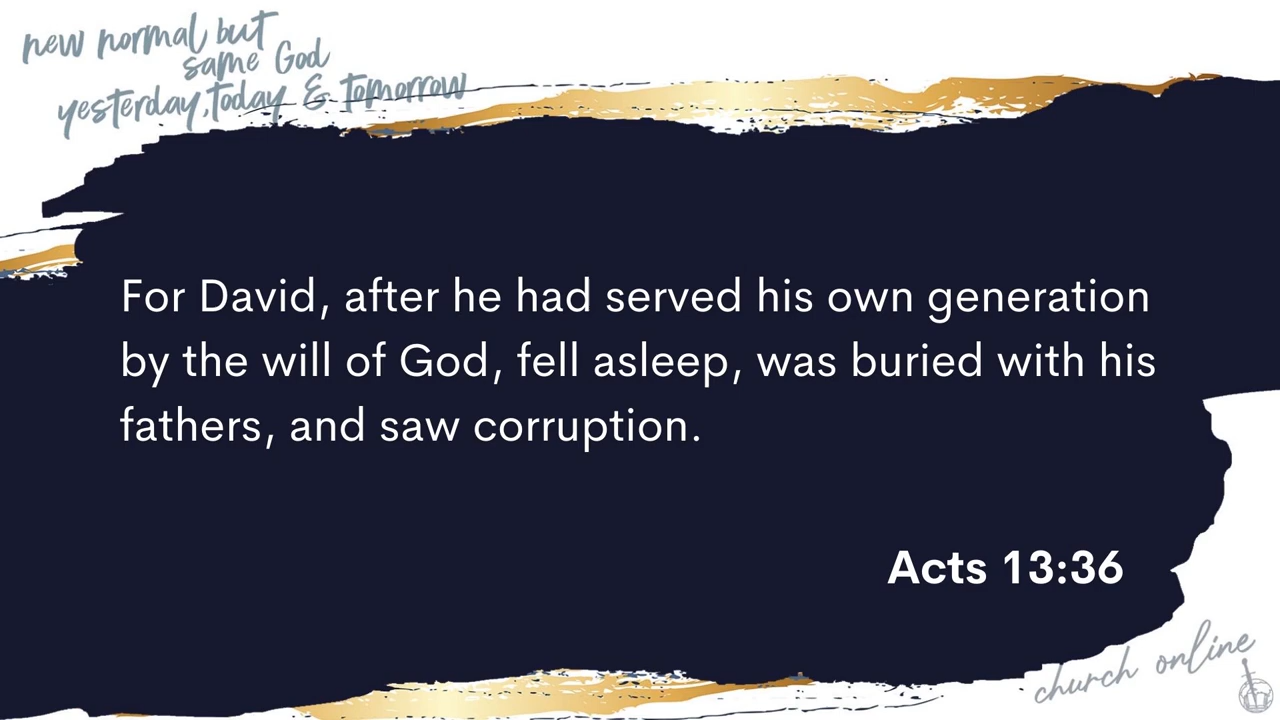 new normal but
same God
yesterday, today & tomorrow
For David, after he had served his own generation
by the will of God, fell asleep, was buried with his
fathers, and saw corruption.
Acts 13:36
church online